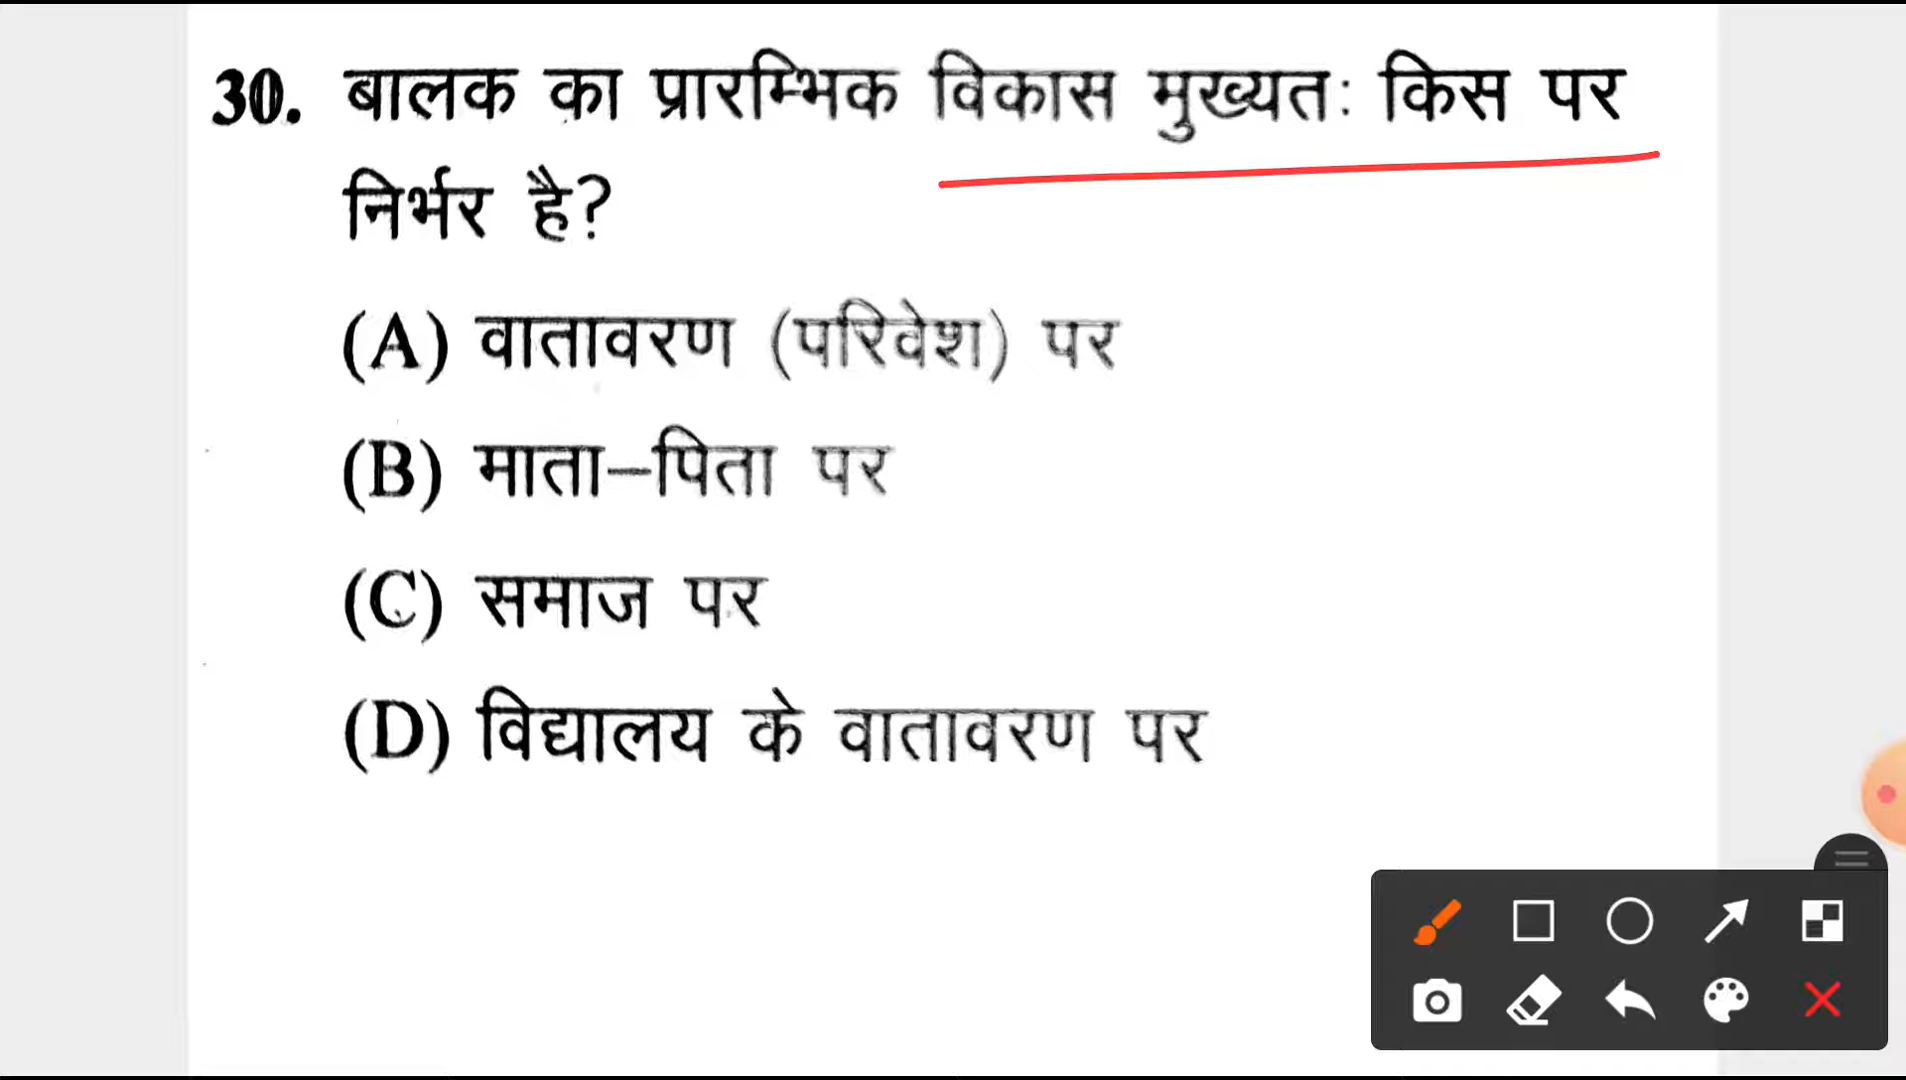 30. बालक का प्रारम्भिक विकास मुख्यतः किस पर
निर्भर है?
(A) वातावरण (परिवेश) पर
(B) माता–पिता पर
(C) समाज पर
(D) विद्यालय के वातावरण पर